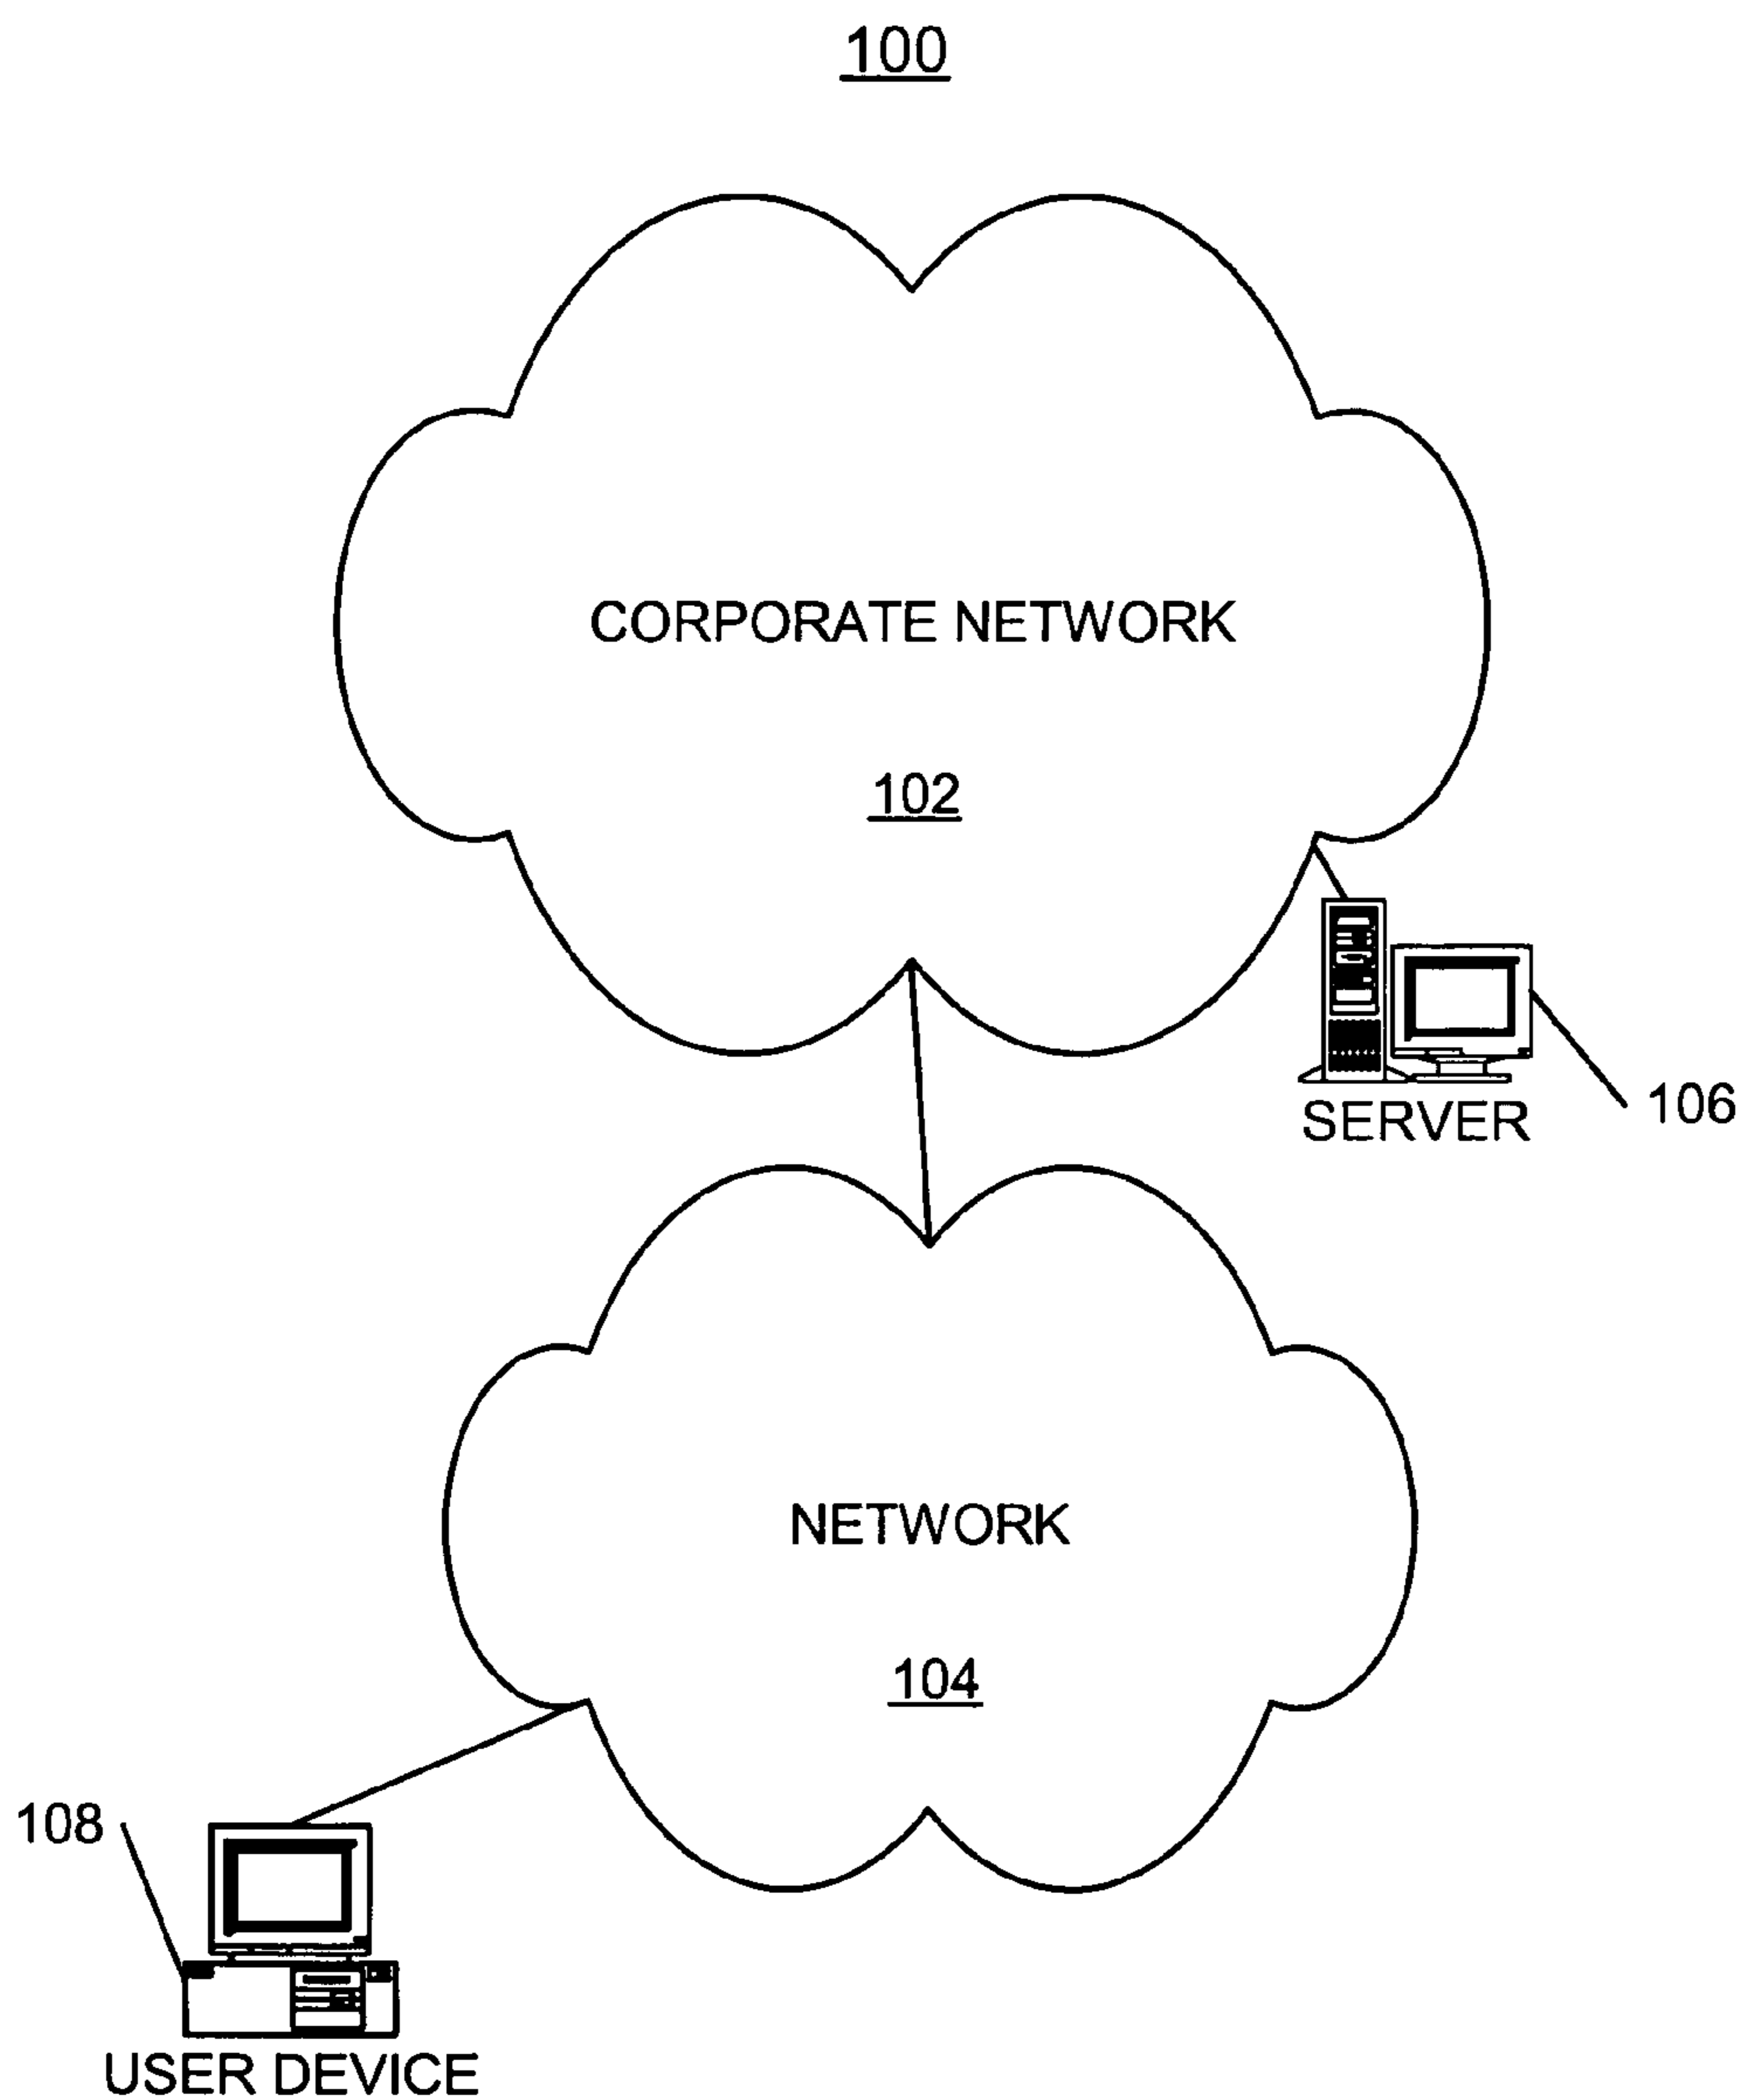 100
CORPORATE NETWORK
102
SERVER
106
NETWORK
104
108
USER DEVICE